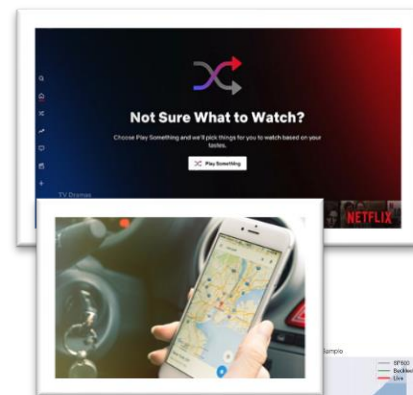 Not Sure What to Watch?
Choose Play Something and we'll pick things for you to watch based on your
tastes.
Play Something
TV Dramas
NETFLIX
Sample
SP500
Live